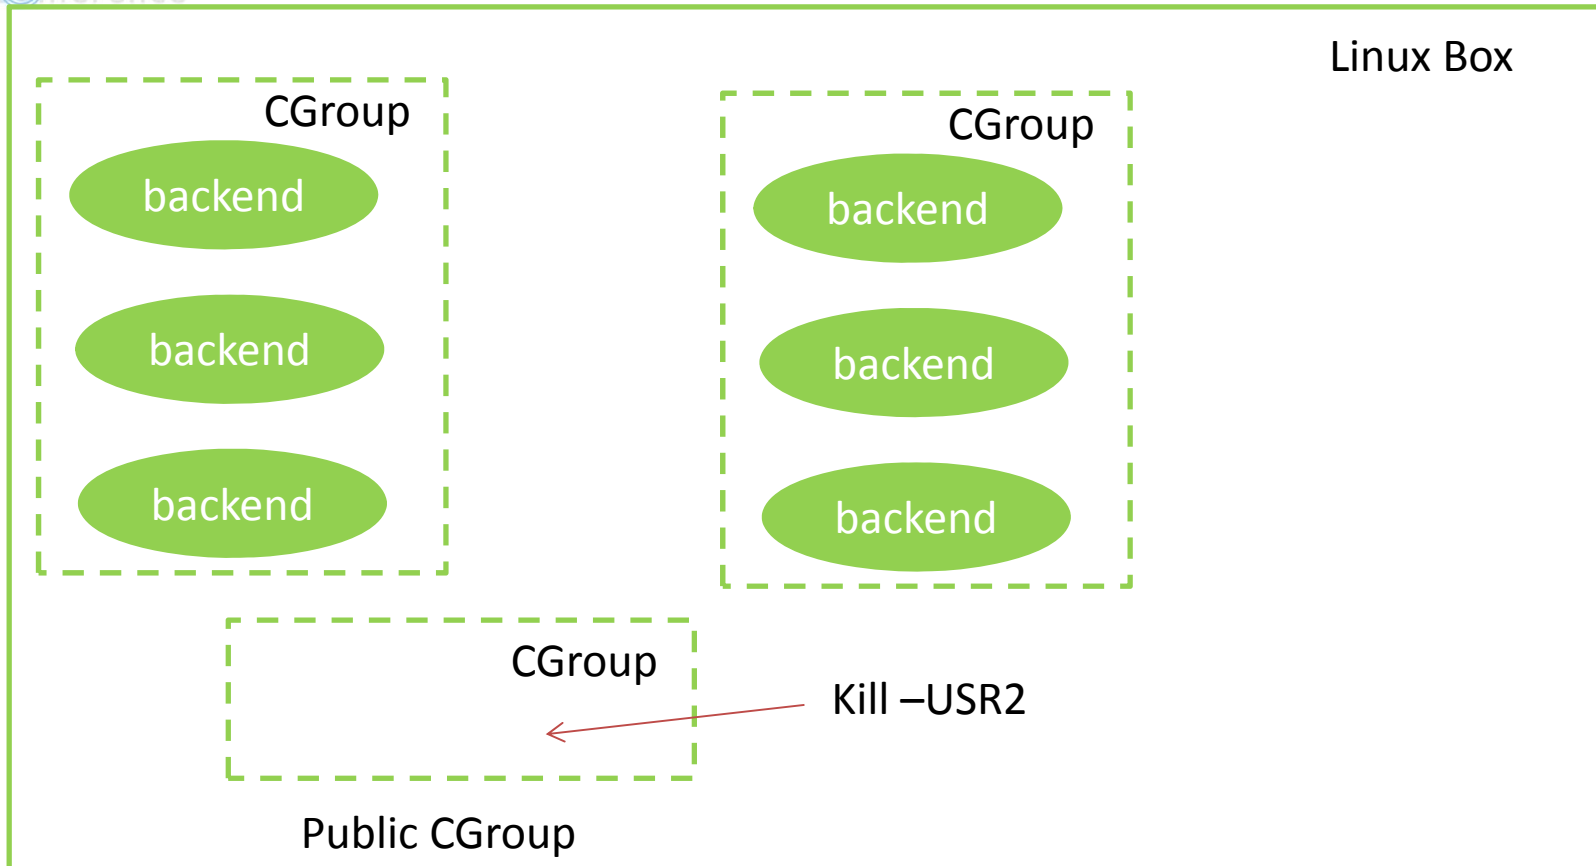 Linux Box
CGroup
backend
backend
backend
CGroup
backend
backend
backend
CGroup
Kill –USR2
Public CGroup